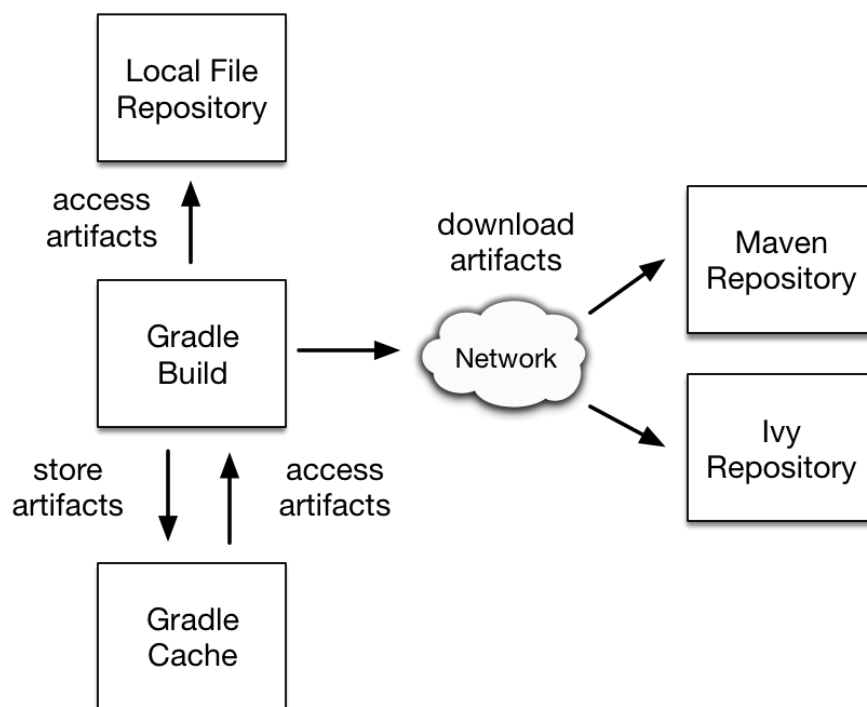 Local File
Repository
access
artifacts
download
artifacts
Maven
Repository
Gradle
Build
Network
Ivy
Repository
store
artifacts
access
artifacts
Gradle
Cache